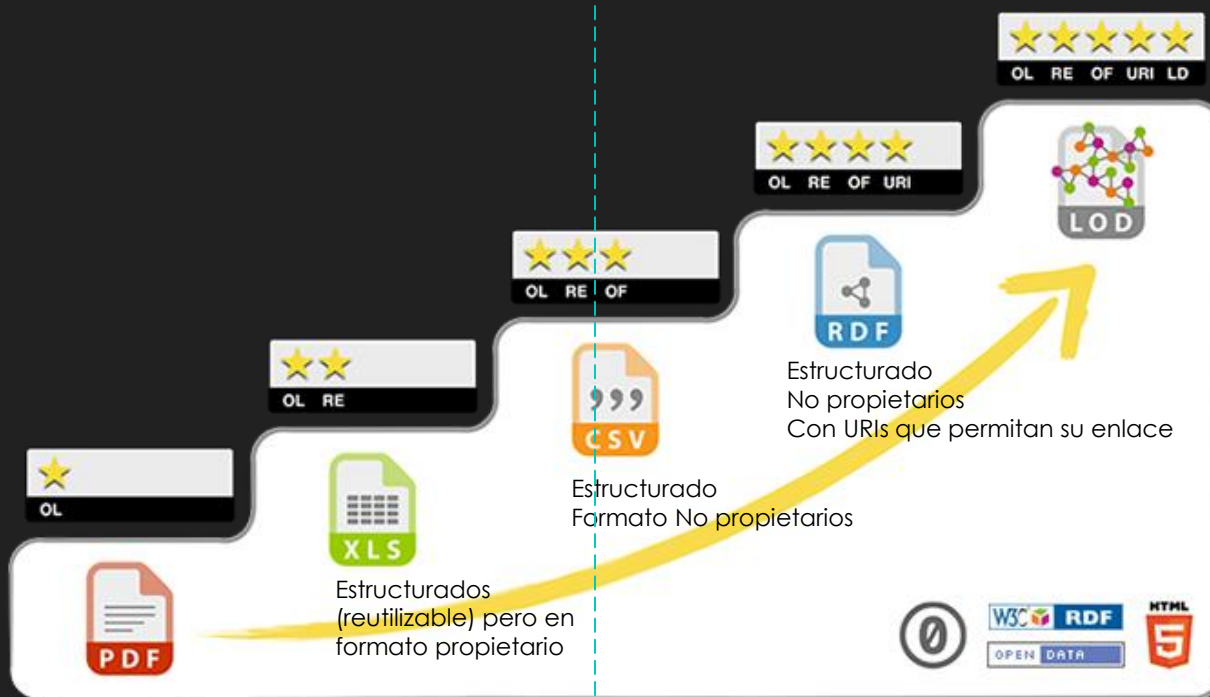 OL RE OF URI LD
LOD
OL RE OF URI
RDF
Estructurado
No propietarios
Con URIs que permitan su enlace
OL RE OF
,,,
CSV
Estructurado
Formato No propietarios
OL RE
XLS
Estructurados
(reutilizable) pero en
formato propietario
OL
PDF
0
W3C RDF
OPEN DATA
HTML
5